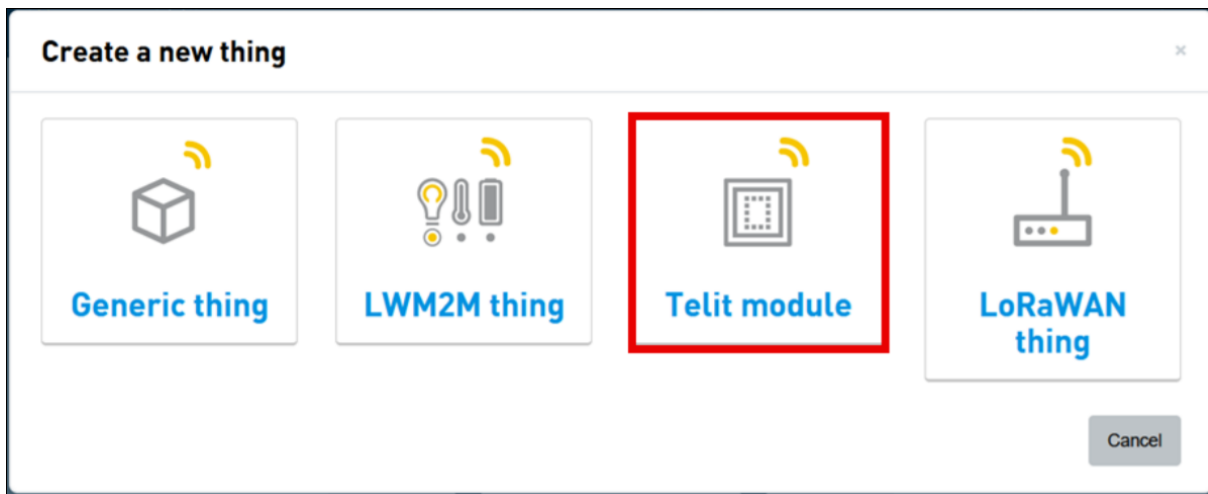 Create a new thing
×
Generic thing
LWM2M thing
Telit module
LoRaWAN
thing
Cancel